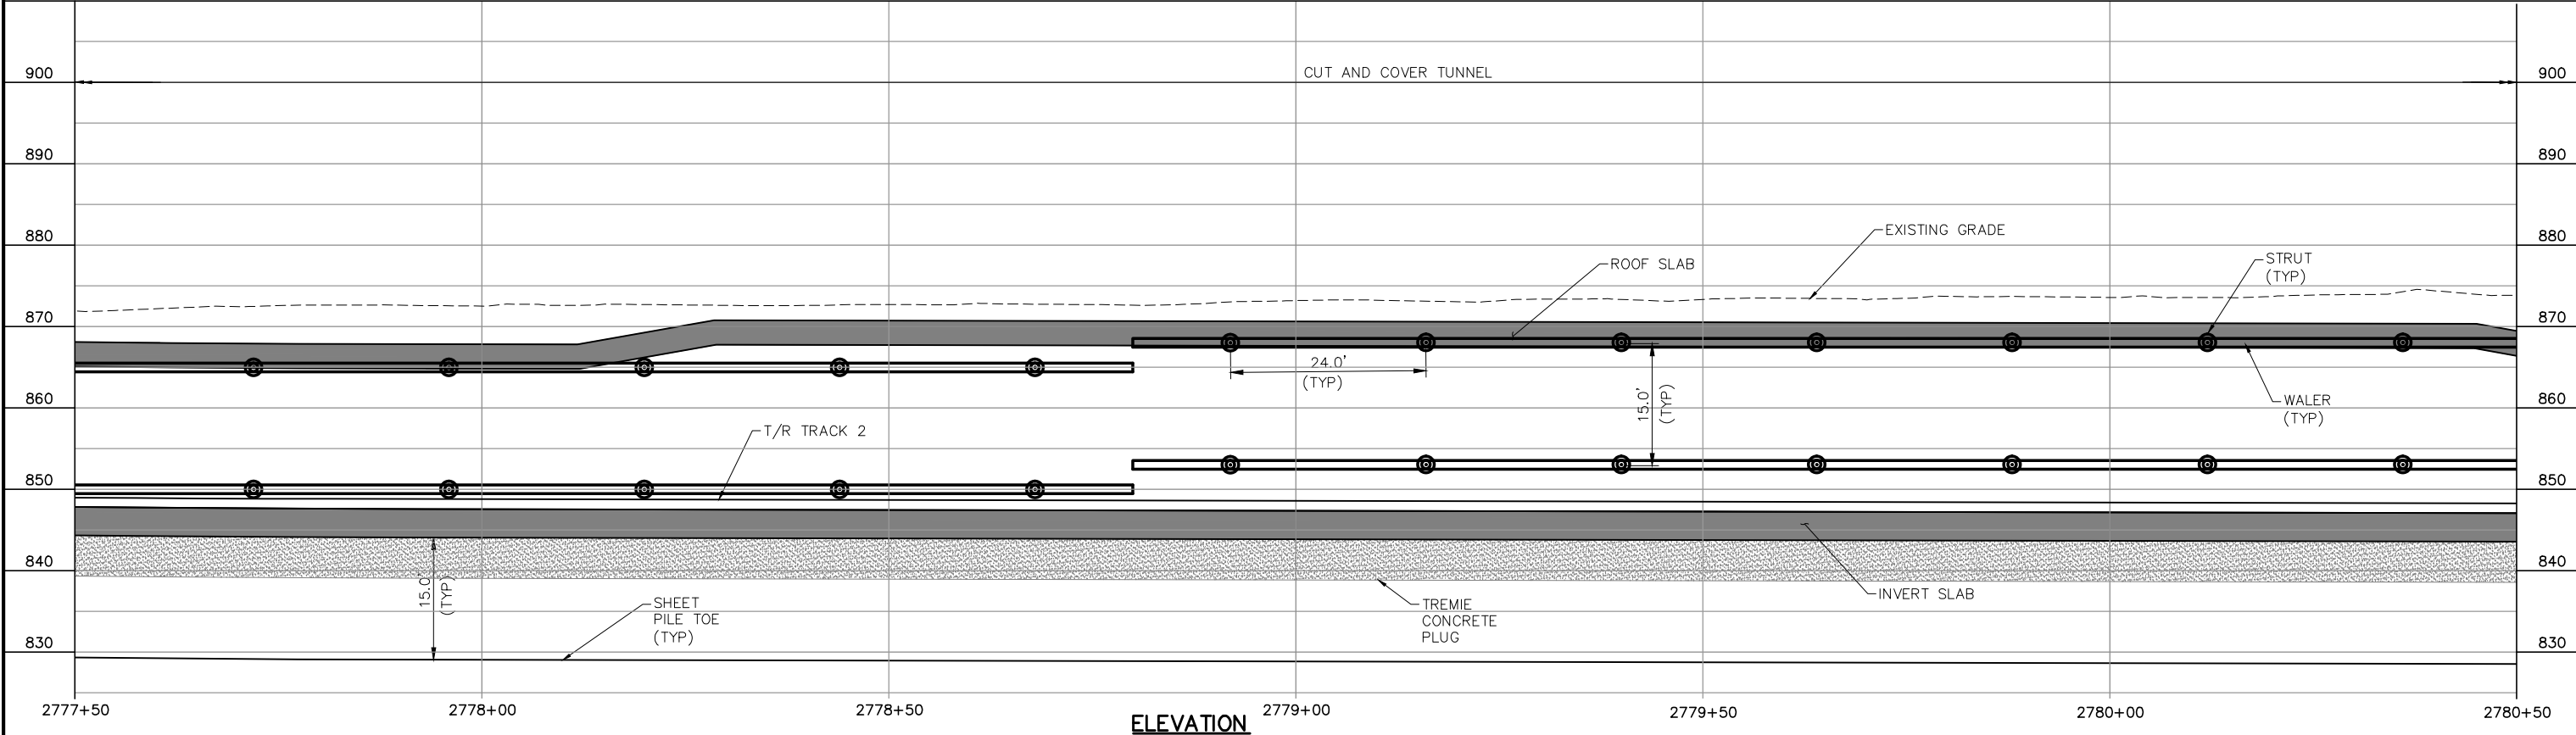 CUT AND COVER TUNNEL
900
900
890
890
880
880
EXISTING GRADE
ROOF SLAB
STRUT
(TYP)
870
870
24.0'
(TYP)
15.0'
(TYP)
860
860
WALER
(TYP)
T/R TRACK 2
850
850
840
840
15.0'
(TYP)
INVERT SLAB
SHEET
PILE TOE
(TYP)
TREMIE
CONCRETE
PLUG
830
830
2777+50
2778+00
2778+50
2779+00
2779+50
2780+00
2780+50
ELEVATION